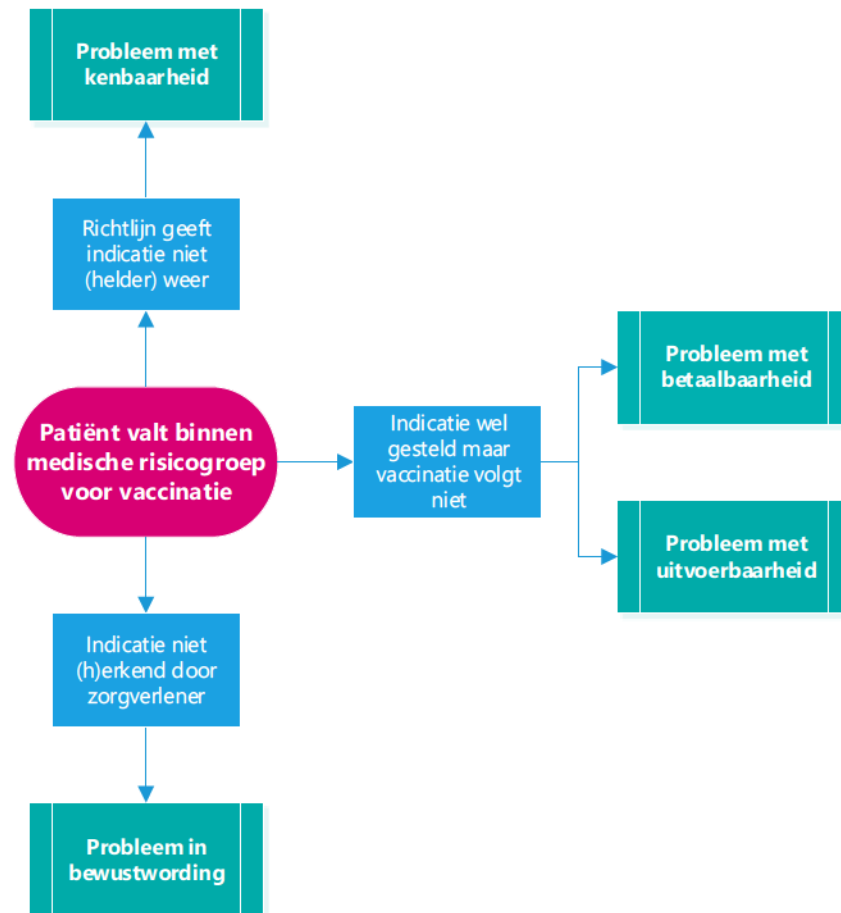 Probleem met
kenbaarheid
Richtlijn geeft
indicatie niet
(helder) weer
Patiënt valt binnen
medische risicogroep
voor vaccinatie
Indicatie wel
gesteld maar
vaccinatie volgt
niet
Probleem met
betaalbaarheid
Probleem met
uitvoerbaarheid
Indicatie niet
(h)erkend door
zorgverlener
Probleem in
bewustwording